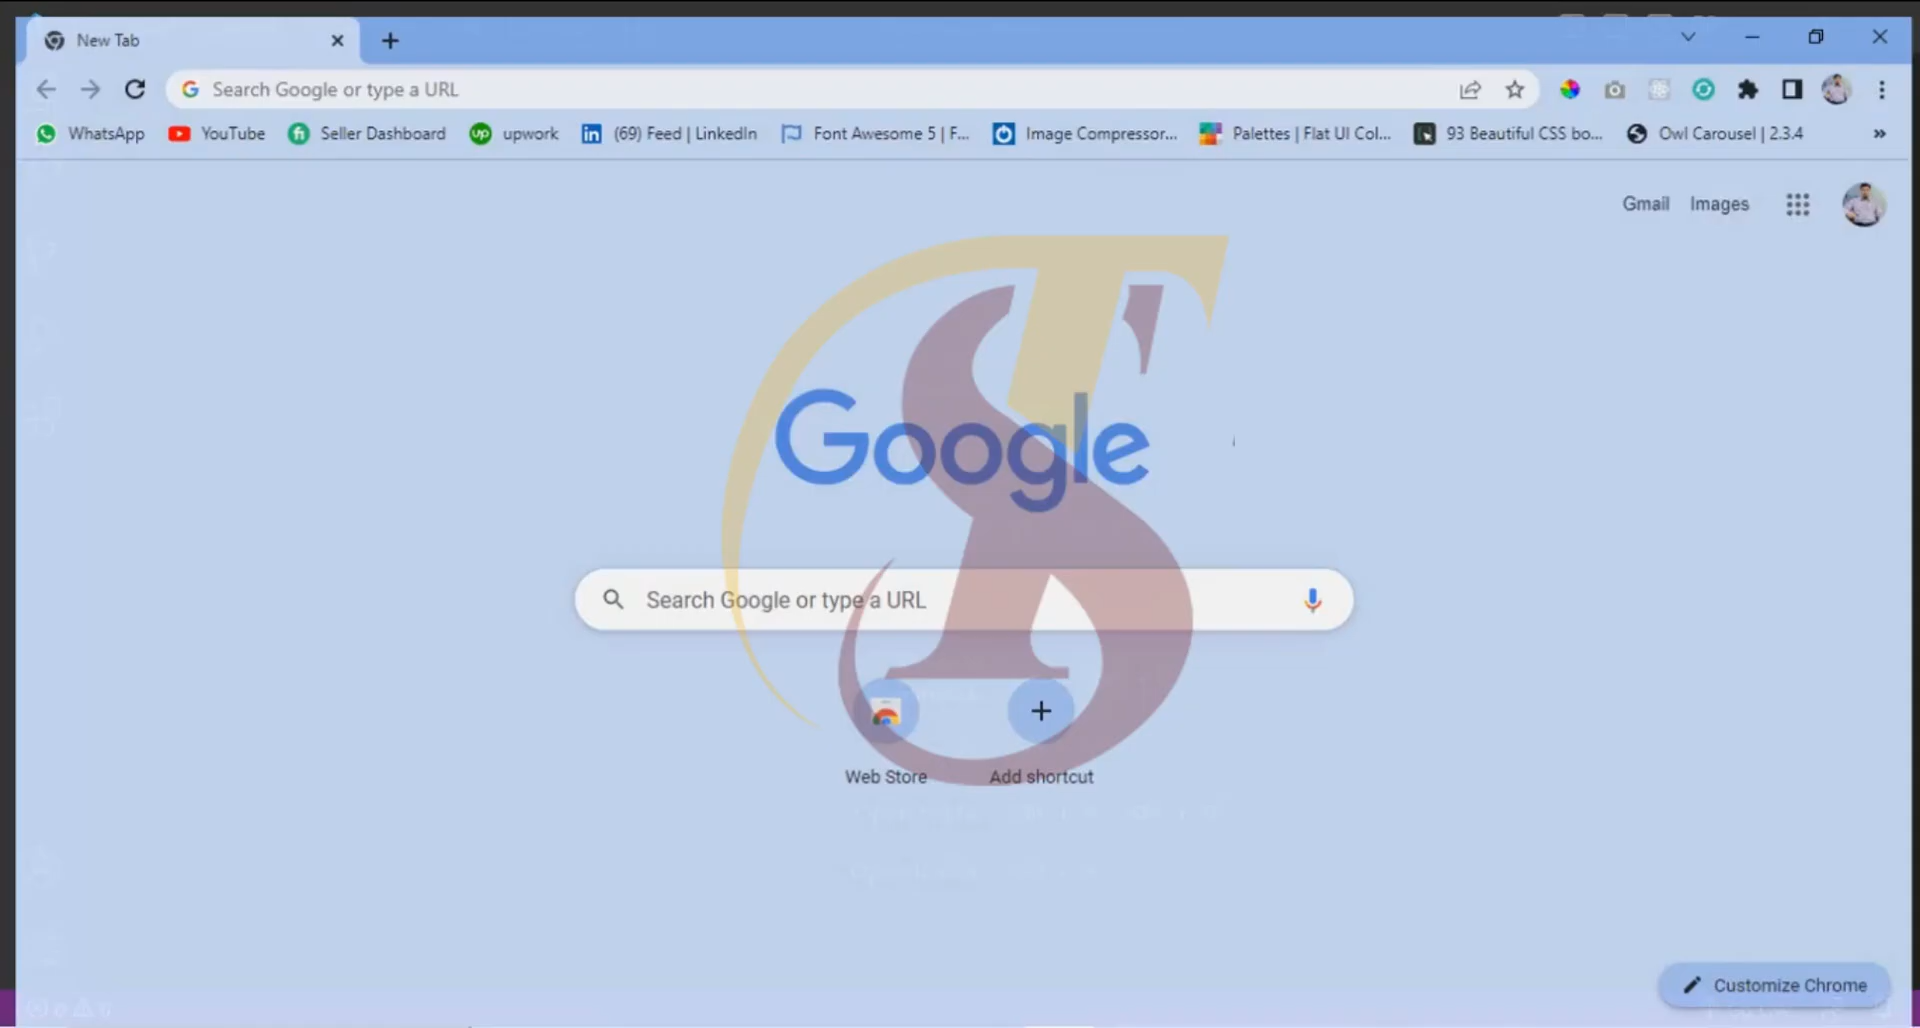 New Tab
Search Google or type a URL
WhatsApp YouTube Seller Dashboard upwork (69) Feed | LinkedIn Font Awesome 5 | F... Image Compressor... Palettes | Flat UI Col... 93 Beautiful CSS bo... Owl Carousel | 2.3.4 »
Gmail Images
TS
Google
Search Google or type a URL
Web Store Add shortcut
Customize Chrome